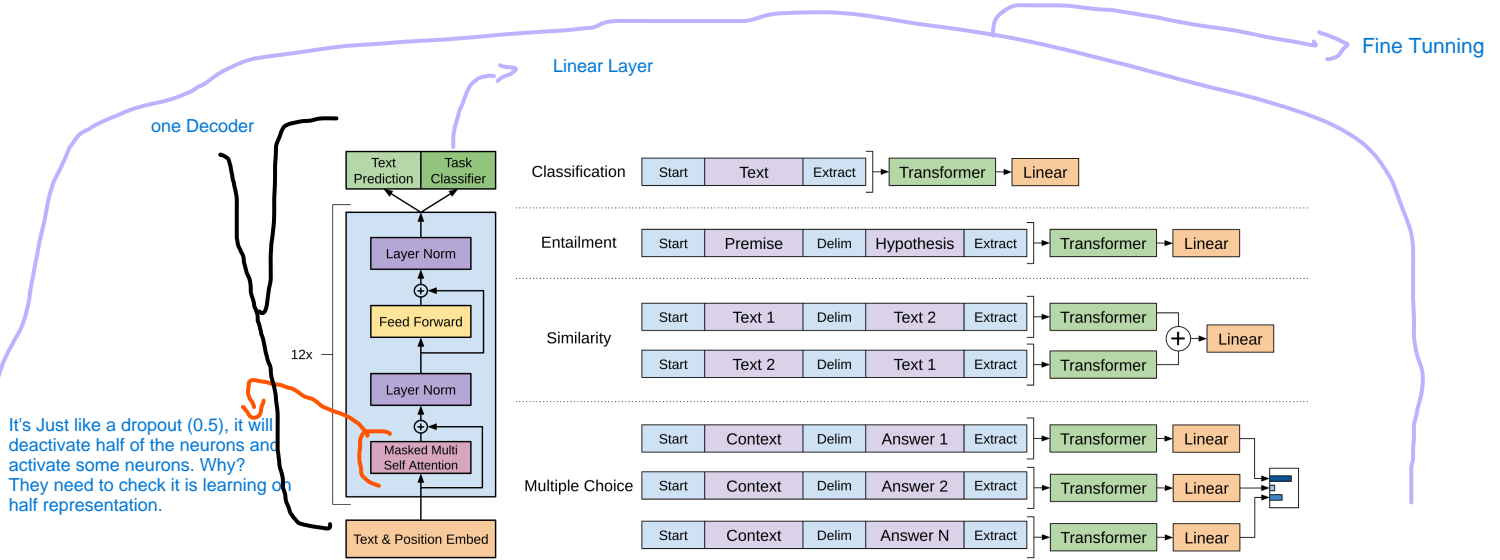 Fine Tunning
Linear Layer
one Decoder
Text Prediction
Task Classifier
Layer Norm
Feed Forward
12x
Layer Norm
Masked Multi
Self Attention
Text & Position Embed
It's Just like a dropout (0.5), it will
deactivate half of the neurons and
activate some neurons. Why?
They need to check it is learning on
half representation.
Classification Start Text Extract Transformer Linear
Entailment Start Premise Delim Hypothesis Extract Transformer Linear
Similarity
Start Text 1 Delim Text 2 Extract Transformer
+ Linear
Start Text 2 Delim Text 1 Extract Transformer
Multiple Choice
Start Context Delim Answer 1 Extract Transformer Linear
Start Context Delim Answer 2 Extract Transformer Linear
Start Context Delim Answer N Extract Transformer Linear